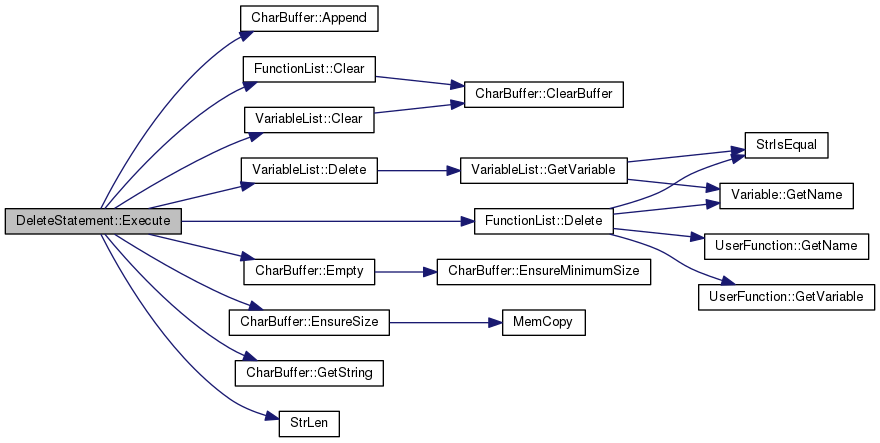 CharBuffer::Append
FunctionList::Clear
CharBuffer::ClearBuffer
VariableList::Clear
StrIsEqual
VariableList::Delete
VariableList::GetVariable
Variable::GetName
DeleteStatement::Execute
FunctionList::Delete
UserFunction::GetName
CharBuffer::Empty
CharBuffer::EnsureMinimumSize
UserFunction::GetVariable
CharBuffer::EnsureSize
MemCopy
CharBuffer::GetString
StrLen